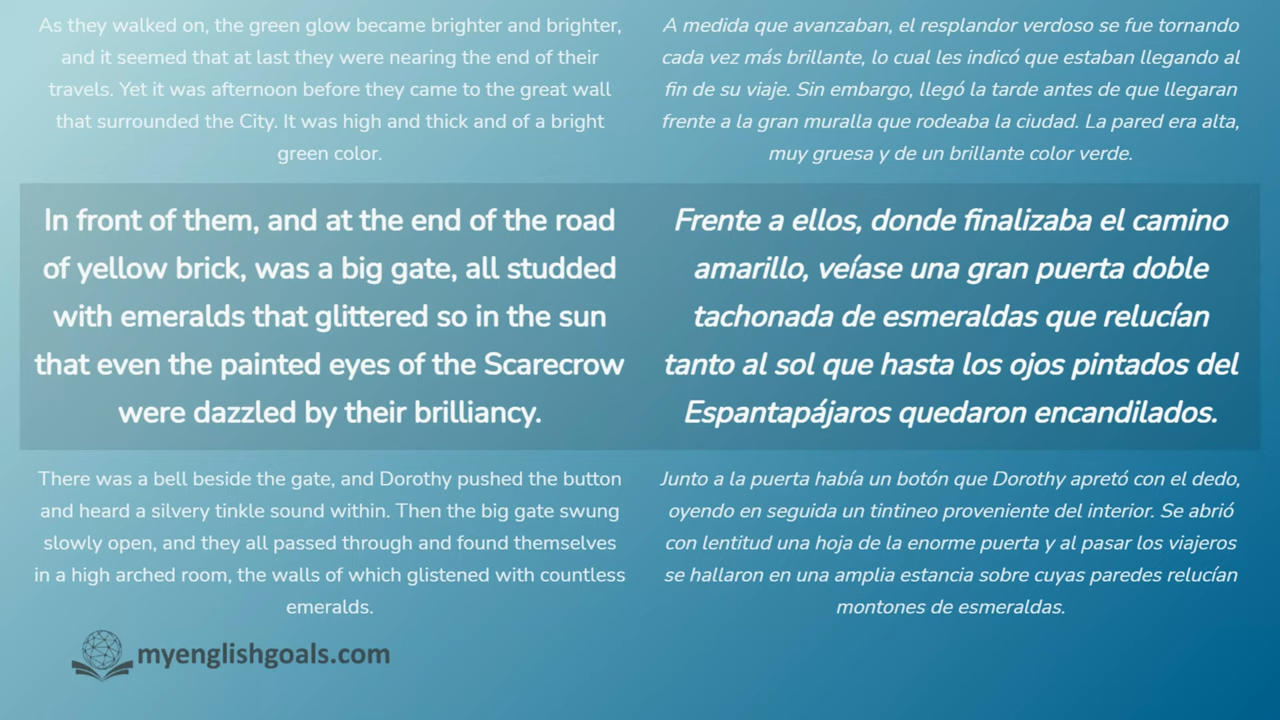 As they walked on, the green glow became brighter and brighter,
and it seemed that at last they were nearing the end of their
travels. Yet it was afternoon before they came to the great wall
that surrounded the City. It was high and thick and of a bright
green color.
A medida que avanzaban, el resplandor verdoso se fue tornando
cada vez más brillante, lo cual les indicó que estaban llegando al
fin de su viaje. Sin embargo, llegó la tarde antes de que llegaran
frente a la gran muralla que rodeaba la ciudad. La pared era alta,
muy gruesa y de un brillante color verde.
In front of them, and at the end of the road
of yellow brick, was a big gate, all studded
with emeralds that glittered so in the sun
that even the painted eyes of the Scarecrow
were dazzled by their brilliancy.
Frente a ellos, donde finalizaba el camino
amarillo, veíase una gran puerta doble
tachonada de esmeraldas que relucían
tanto al sol que hasta los ojos pintados del
Espantapájaros quedaron encandilados.
There was a bell beside the gate, and Dorothy pushed the button
and heard a silvery tinkle sound within. Then the big gate swung
slowly open, and they all passed through and found themselves
in a high arched room, the walls of which glistened with countless
emeralds.
Junto a la puerta había un botón que Dorothy apretó con el dedo,
oyendo en seguida un tintineo proveniente del interior. Se abrió
con lentitud una hoja de la enorme puerta y al pasar los viajeros
se hallaron en una amplia estancia sobre cuyas paredes relucían
montones de esmeraldas.
myenglishgoals.com